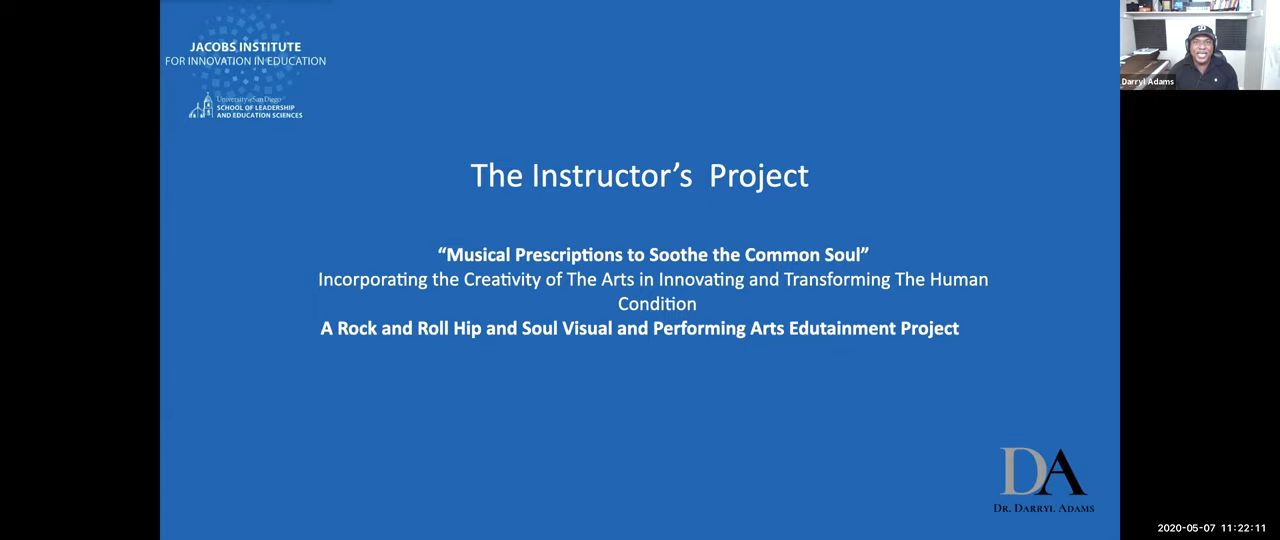 JACOBS INSTITUTE
FOR INNOVATION IN EDUCATION
University of San Diego
SCHOOL OF LEADERSHIP
AND EDUCATION SCIENCES
Darryl Adams
The Instructor’s Project
“Musical Prescriptions to Soothe the Common Soul”
Incorporating the Creativity of The Arts in Innovating and Transforming The Human
Condition
A Rock and Roll Hip and Soul Visual and Performing Arts Edutainment Project
DA
DR. DARRYL ADAMS
2020-05-07 11:22:11